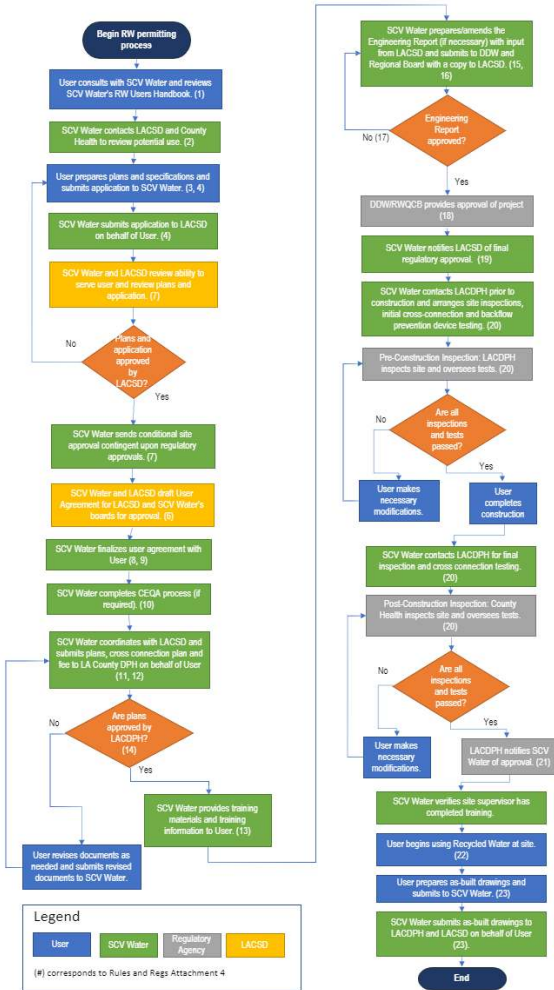 Begin RW permitting
process
User consults with SCV Water and reviews
SCV Water's RW Users Handbook. (1)
SCV Water contacts LACSD and County
Health to review potential use. (2)
User prepares plans and specifications and
submits application to SCV Water. (3, 4)
SCV Water submits application to LACSD
on behalf of User. (4)
SCV Water and LACSD review ability to
serve user and review plans and
application. (7)
No
Plans and
application
approved
by
LACSD?
Yes
SCV Water sends conditional site
approval contingent upon regulatory
approvals. (7)
SCV Water and LACSD draft User
Agreement for LACSD and SCV Water's
boards for approval. (6)
SCV Water finalizes user agreement with
User (8, 9)
SCV Water completes CEQA process (if
required). (10)
SCV Water coordinates with LACSD and
submits plans, cross connection plan and
fee to LA County DPH on behalf of User
(11, 12)
No
Are plans
approved by
LACDPH?
(14)
Yes
SCV Water provides training
materials and training
information to User. (13)
User revises documents as
needed and submits revised
documents to SCV Water.
SCV Water prepares/amends the
Engineering Report (if necessary) with input
from LACSD and submits to DDW and
Regional Board with a copy to LACSD. (15,
16)
Engineering
Report
approved?
No (17)
Yes
DDW/RWQCB provides approval of project
(18)
SCV Water notifies LACSD of final
regulatory approval. (19)
SCV Water contacts LACDPH prior to
construction and arranges site inspections,
initial cross-connection and backflow
prevention device testing. (20)
Pre-Construction Inspection: LACDPH
inspects site and oversees tests. (20)
No
Are all
inspections
and tests
passed?
Yes
User makes
necessary
modifications.
User
completes
construction
SCV Water contacts LACDPH for final
inspection and cross connection testing.
(20)
Post-Construction Inspection: County
Health inspects site and oversees tests.
(20)
No
Are all
inspections
and tests
passed?
Yes
User makes
necessary
modifications.
LACDPH notifies SCV
Water of approval. (21)
SCV Water verifies site supervisor has
completed training.
User begins using Recycled Water at site.
(22)
User prepares as-built drawings and
submits to SCV Water. (23)
SCV Water submits as-built drawings to
LACDPH and LACSD on behalf of User
(23).
End
Legend
User
SCV Water
Regulatory
Agency
LACSD
(#) corresponds to Rules and Regs Attachment 4